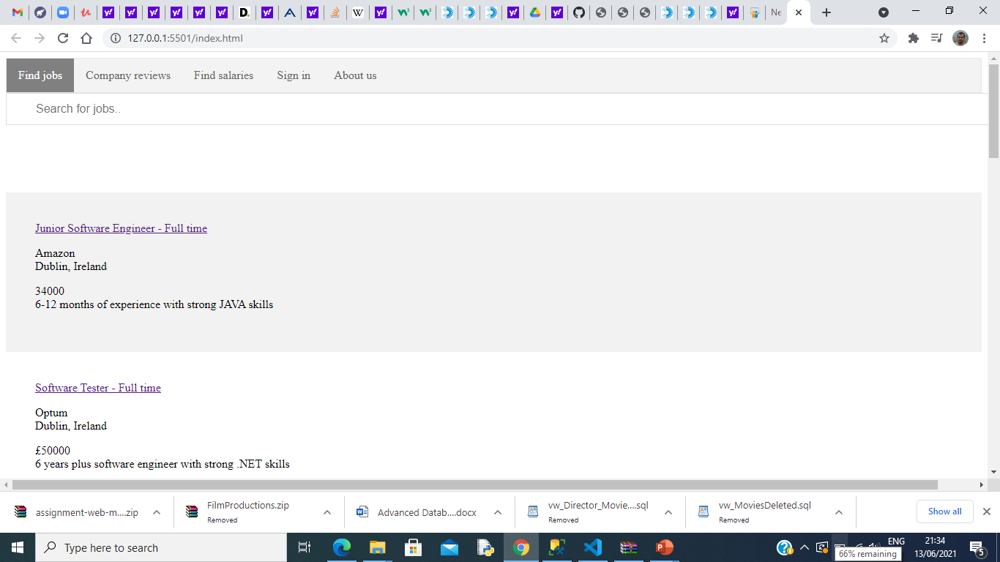 Ne
127.0.0.1:5501/index.html
Find jobs Company reviews Find salaries Sign in About us
Search for jobs..
Junior Software Engineer - Full time
Amazon
Dublin, Ireland
34000
6-12 months of experience with strong JAVA skills
Software Tester - Full time
Optum
Dublin, Ireland
£50000
6 years plus software engineer with strong .NET skills
assignment-web-m....zip
FilmProductions.zip
Removed
Advanced Datab....docx
vw_Director_Movie....sql
Removed
vw_MoviesDeleted.sql
Removed
Show all
Type here to search
ENG
21:34
13/06/2021
5
66% remaining